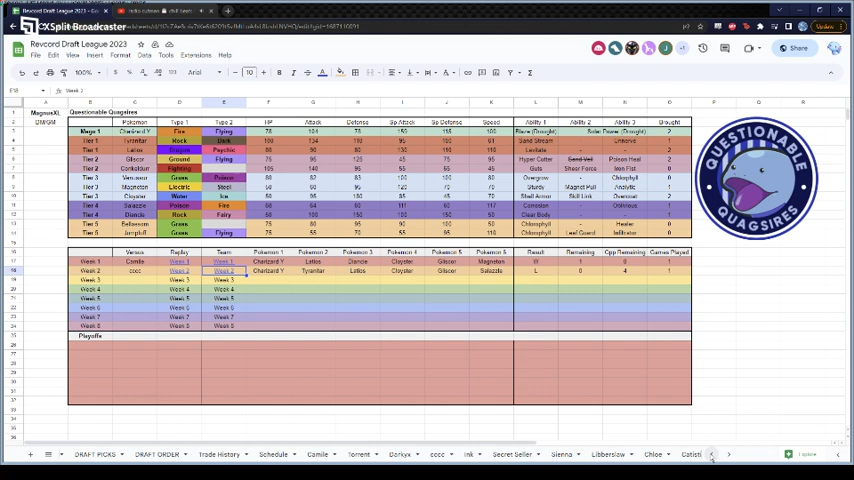 XSplit Broadcaster
Update
Revcord Draft League 2023
File Edit View Insert Format Data Tools Extensions Help
Share
100% $ % Arial 10
E18 Week 2
A B C D E F G H I J K L M N O P Q R S
MagnusXL Questionable Quagsires
DM/GM Pokemon Type 1 Type 2 HP Attack Defense Sp Attack Sp Defense Speed Ability 1 Ability 2 Ability 3 Brought
Mega 1 Charizard Y Fire Flying 78 104 78 159 115 100 Blaze (Drought) Solar Power (Drought) 2
Tier 1 Tyranitar Rock Dark 100 134 110 95 100 61 Sand Stream - Unnerve 1
Tier 1 Latios Dragon Psychic 80 90 80 130 110 110 Levitate - - 2
Tier 2 Gliscor Ground Flying 75 95 125 45 75 95 Hyper Cutter Sand Veil Poison Heal 2
Tier 2 Conkeldurr Fighting 105 140 95 55 65 45 Guts Sheer Force Iron Fist 0
Tier 3 Venusaur Grass Poison 80 82 83 100 100 80 Overgrow Chlorophyll 0
Tier 3 Magneton Electric Steel 50 60 95 120 70 70 Sturdy Magnet Pull Analytic 1
Tier 3 Cloyster Water Ice 50 95 180 85 45 70 Shell Armor Skill Link Overcoat 2
Tier 4 Salazzle Poison Fire 68 64 60 111 60 117 Corrosion - Oblivious 1
Tier 4 Diancie Rock Fairy 50 100 150 100 150 50 Clear Body - - 1
Tier 5 Bellossom Grass 75 80 95 90 100 50 Chlorophyll - Healer 0
Tier 5 Jumpluff Grass Flying 75 55 70 55 95 110 Chlorophyll Leaf Guard Infiltrator 0
QUESTIONABLE QUAGSIRES
Versus Replay Team Pokemon 1 Pokemon 2 Pokemon 3 Pokemon 4 Pokemon 5 Pokemon 6 Result Remaining Opp Remaining Games Played
Week 1 Camile Week 1 Week 1 Charizard Y Latios Diancie Cloyster Gliscor Magneton W 1 0 1
Week 2 cccc Week 2 Week 2 Charizard Y Tyranitar Latios Cloyster Gliscor Salazzle L 0 4 1
Week 3 Week 3 Week 3
Week 4 Week 4 Week 4
Week 5 Week 5 Week 5
Week 6 Week 6 Week 6
Week 7 Week 7 Week 7
Week 8 Week 8 Week 8
Playoffs
DRAFT PICKS DRAFT ORDER Trade History Schedule Camile Torrent Darkyx cccc Ink Secret Seller Sienna Libberslaw Chloe Catisti Explore